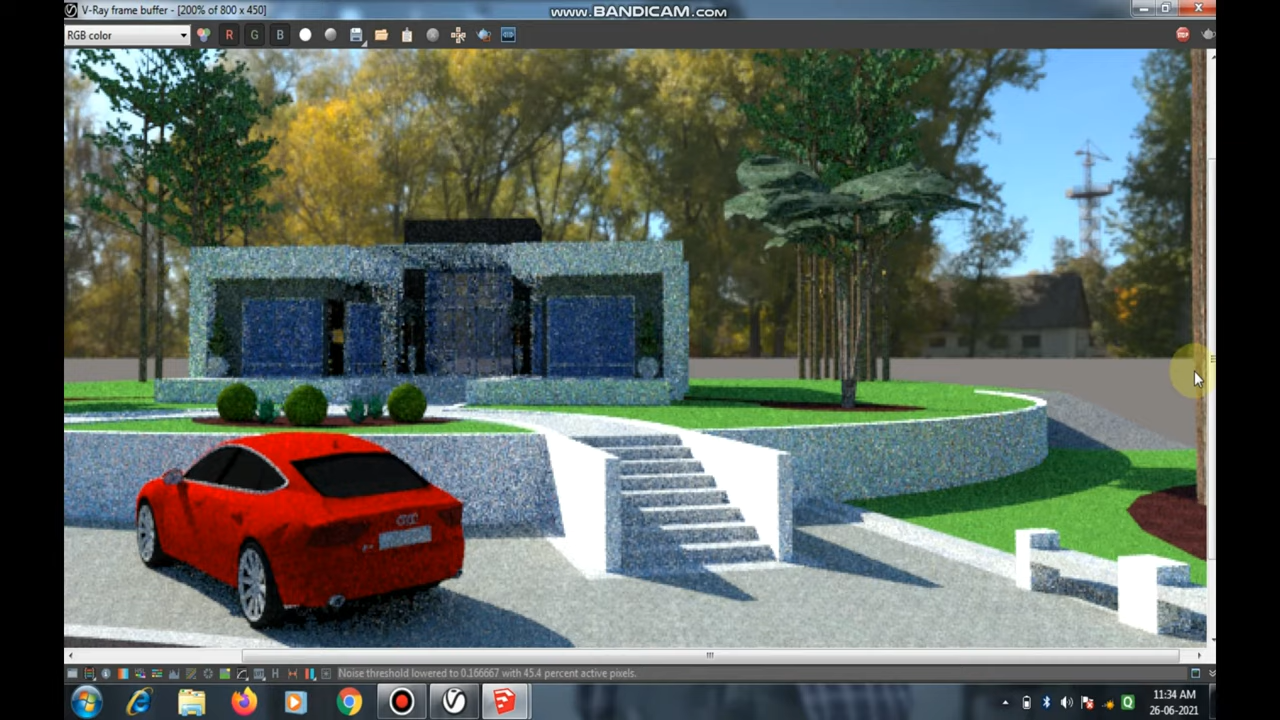 V-Ray frame buffer - [200% of 800 x 450]
www.BANDICAM.com
RGB color
R
G
B
Noise threshold lowered to 0.166667 with 45.4 percent active pixels.
11:34 AM
26-06-2021